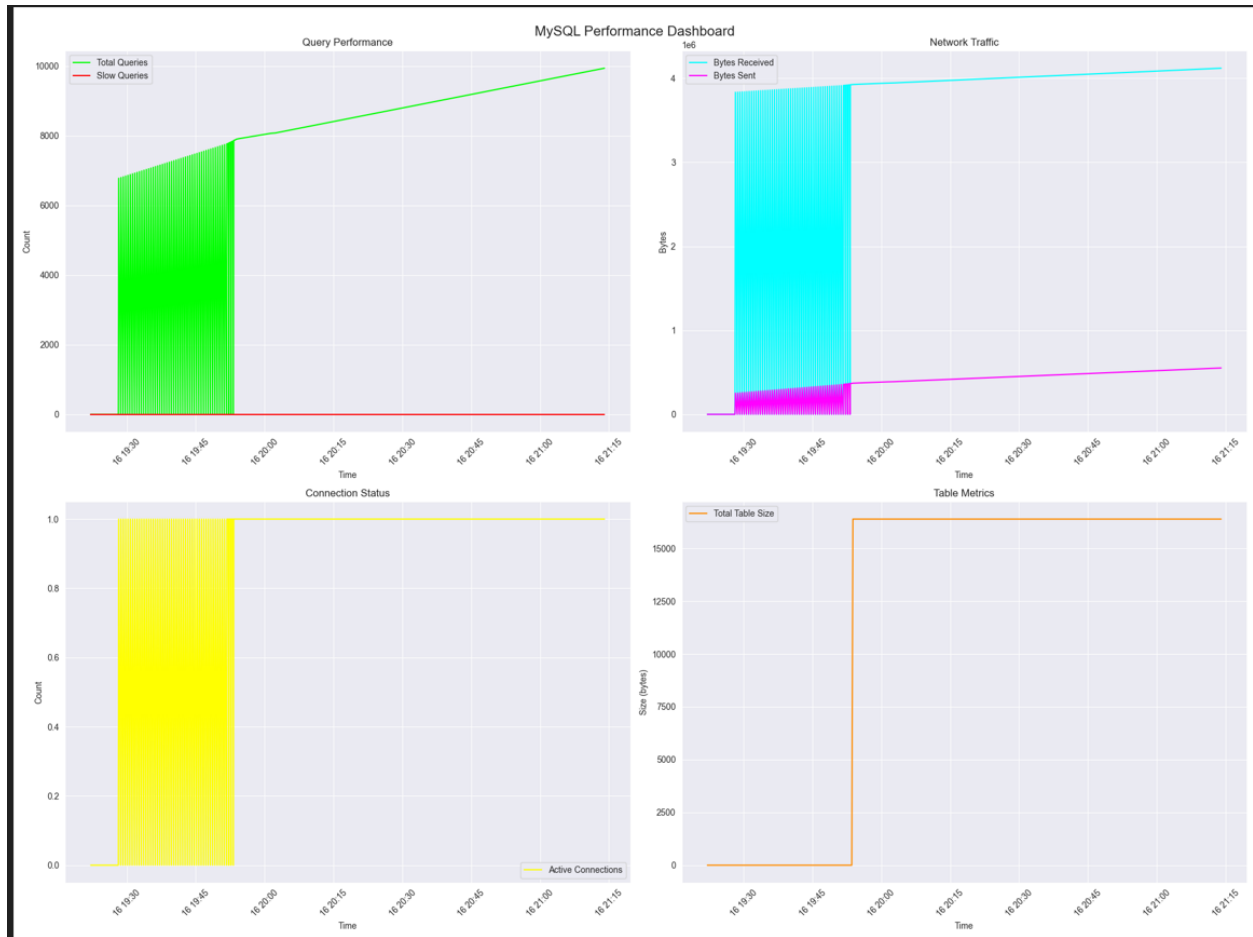 MySQL Performance Dashboard
Query Performance
Total Queries
Slow Queries
10000
8000
6000
4000
2000
0
Count
16 19:30
16 19:45
16 20:00
16 20:15
16 20:30
16 20:45
16 21:00
16 21:15
Time
Network Traffic
1e6
Bytes Received
Bytes Sent
4
3
2
1
0
Bytes
16 19:30
16 19:45
16 20:00
16 20:15
16 20:30
16 20:45
16 21:00
16 21:15
Time
Connection Status
1.0
0.8
0.6
0.4
0.2
0.0
Count
Active Connections
16 19:30
16 19:45
16 20:00
16 20:15
16 20:30
16 20:45
16 21:00
16 21:15
Time
Table Metrics
Total Table Size
15000
12500
10000
7500
5000
2500
0
Size (bytes)
16 19:30
16 19:45
16 20:00
16 20:15
16 20:30
16 20:45
16 21:00
16 21:15
Time